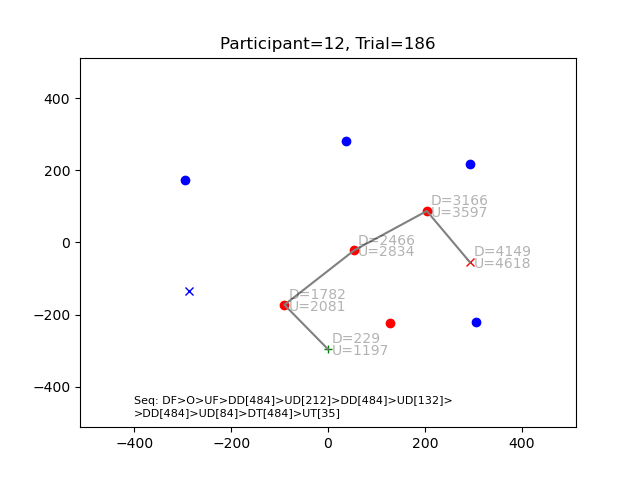 Participant=12, Trial=186
400
200
0
−200
−400
D=3166
U=3597
D=2466
U=2834
D=4149
U=4618
D=1782
U=2081
D=229
U=1197
Seq: DF>O>UF>DD[484]>UD[212]>DD[484]>UD[132]>
>DD[484]>UD[84]>DT[484]>UT[35]
−400 −200 0 200 400